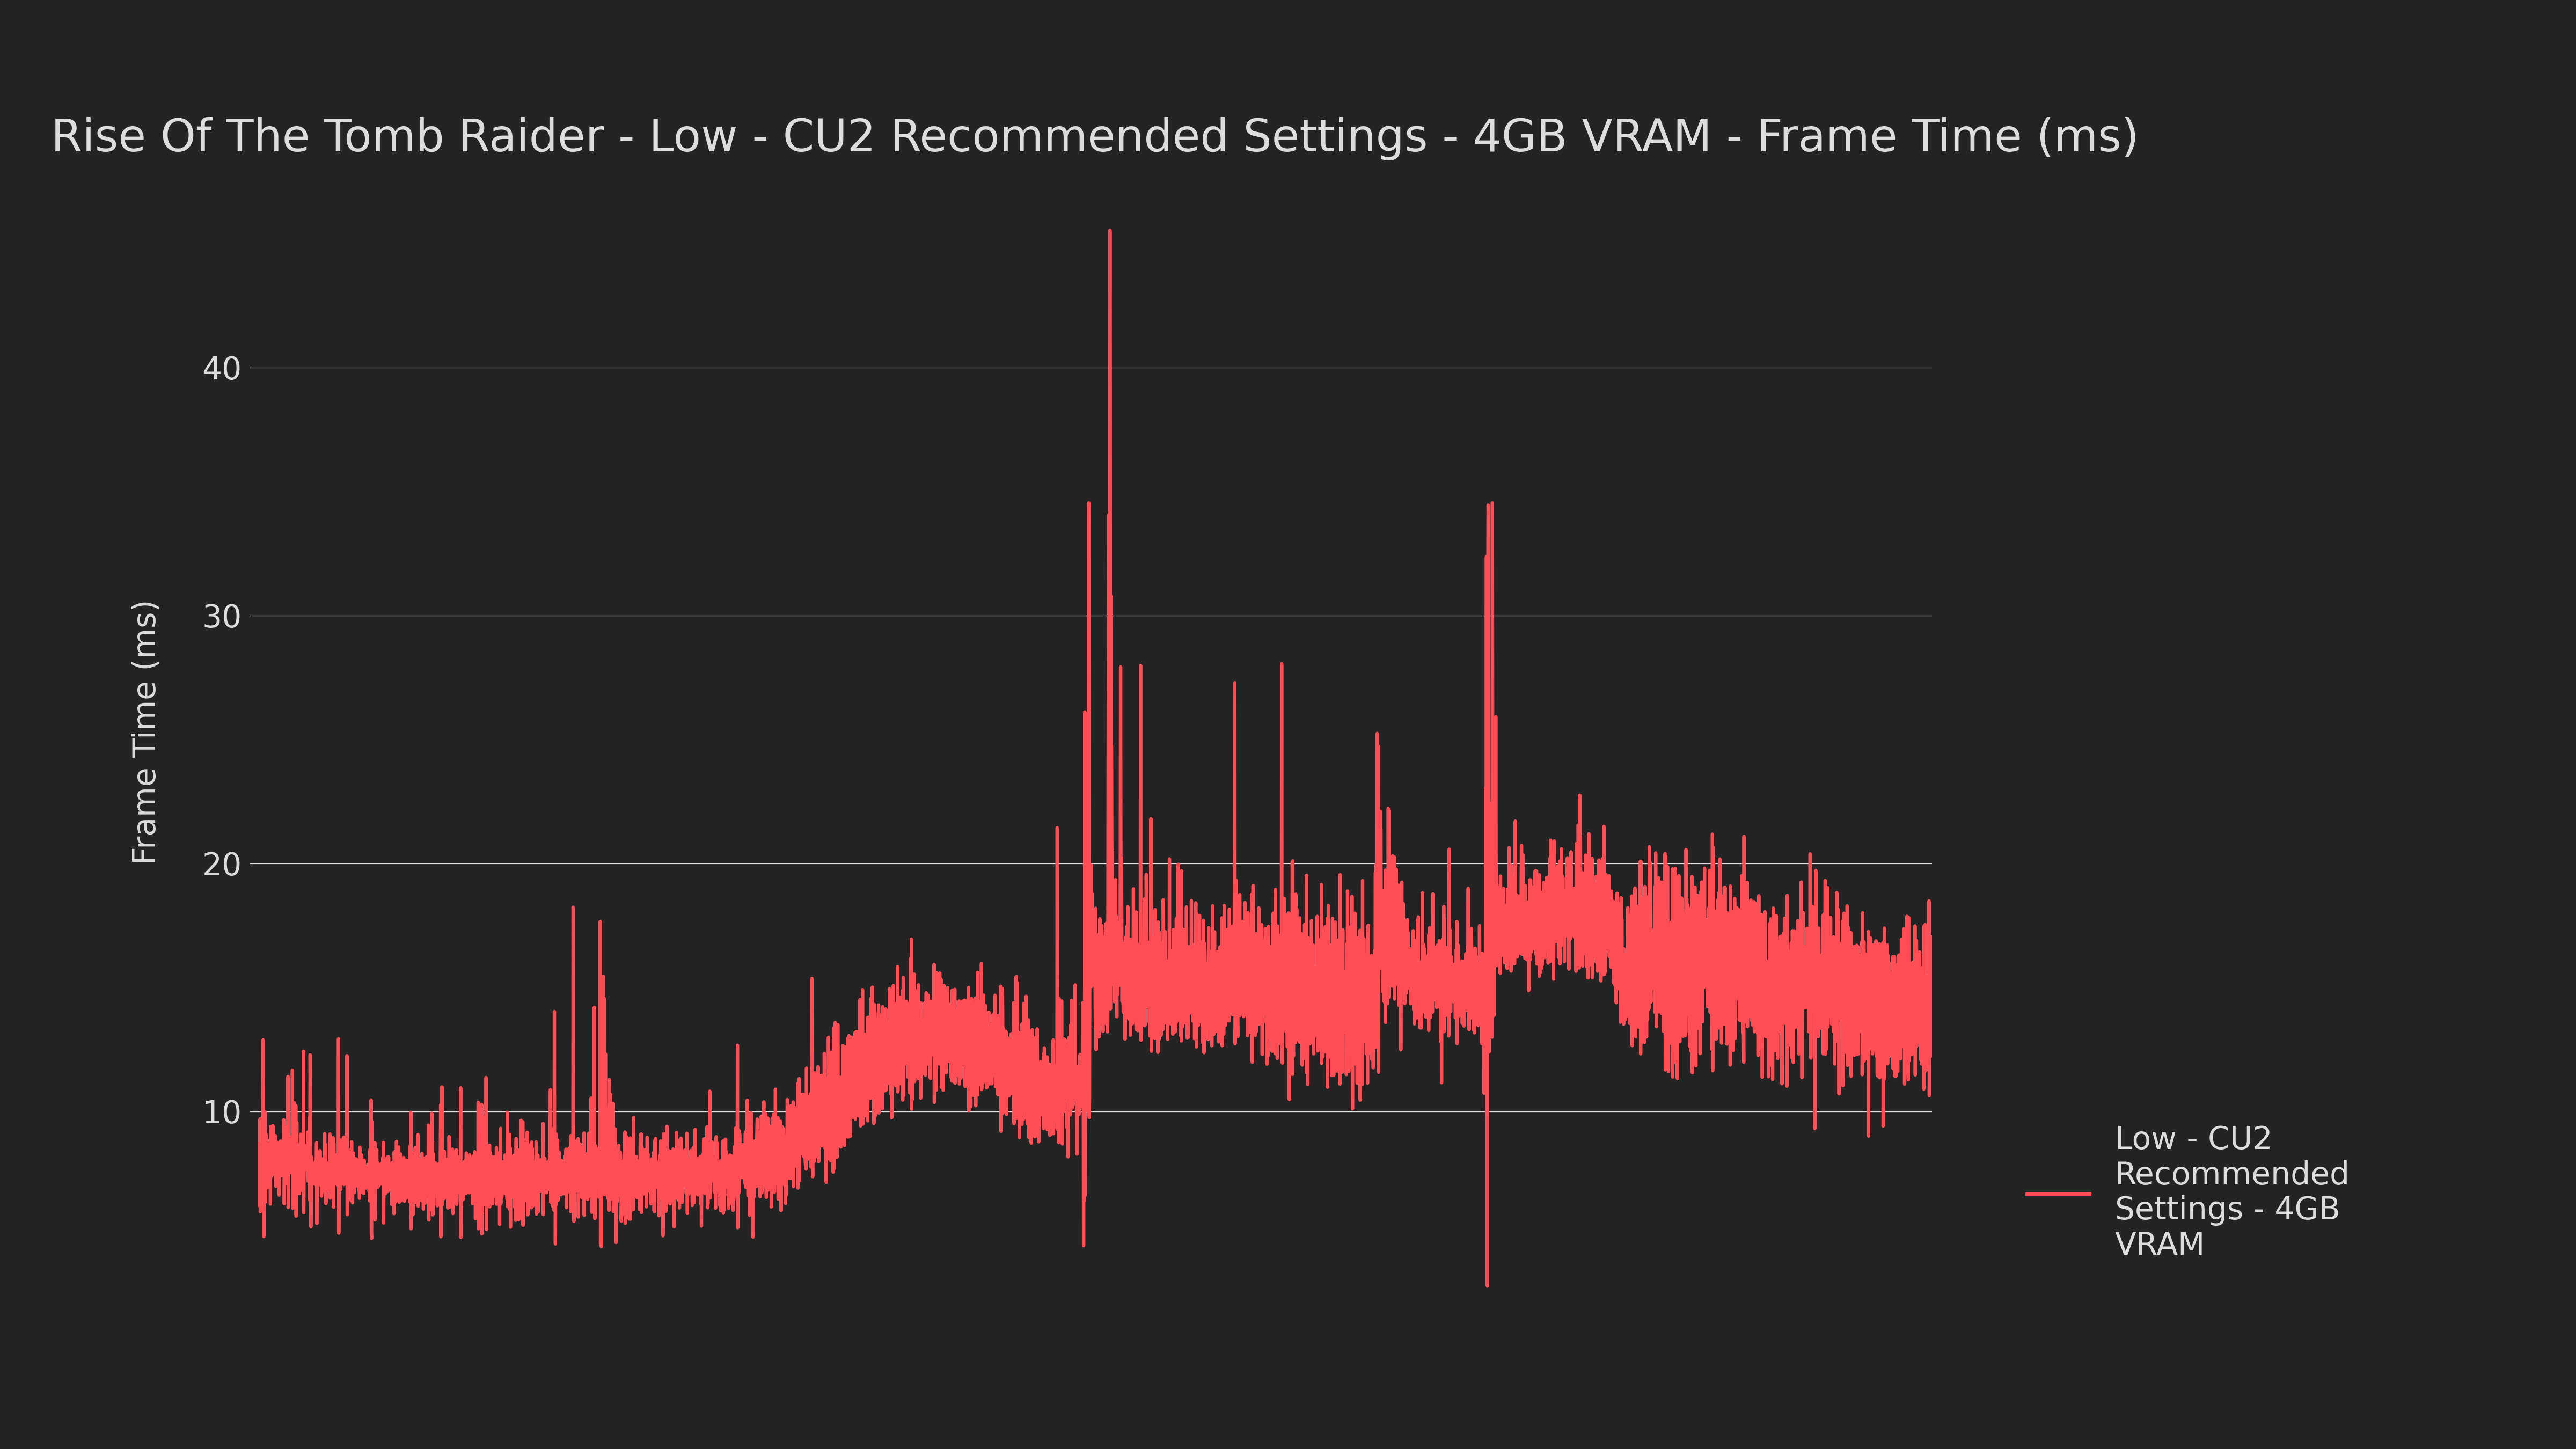 Rise Of The Tomb Raider - Low - CU2 Recommended Settings - 4GB VRAM - Frame Time (ms)
40
30
20
10
Frame Time (ms)
Low - CU2
Recommended
Settings - 4GB
VRAM